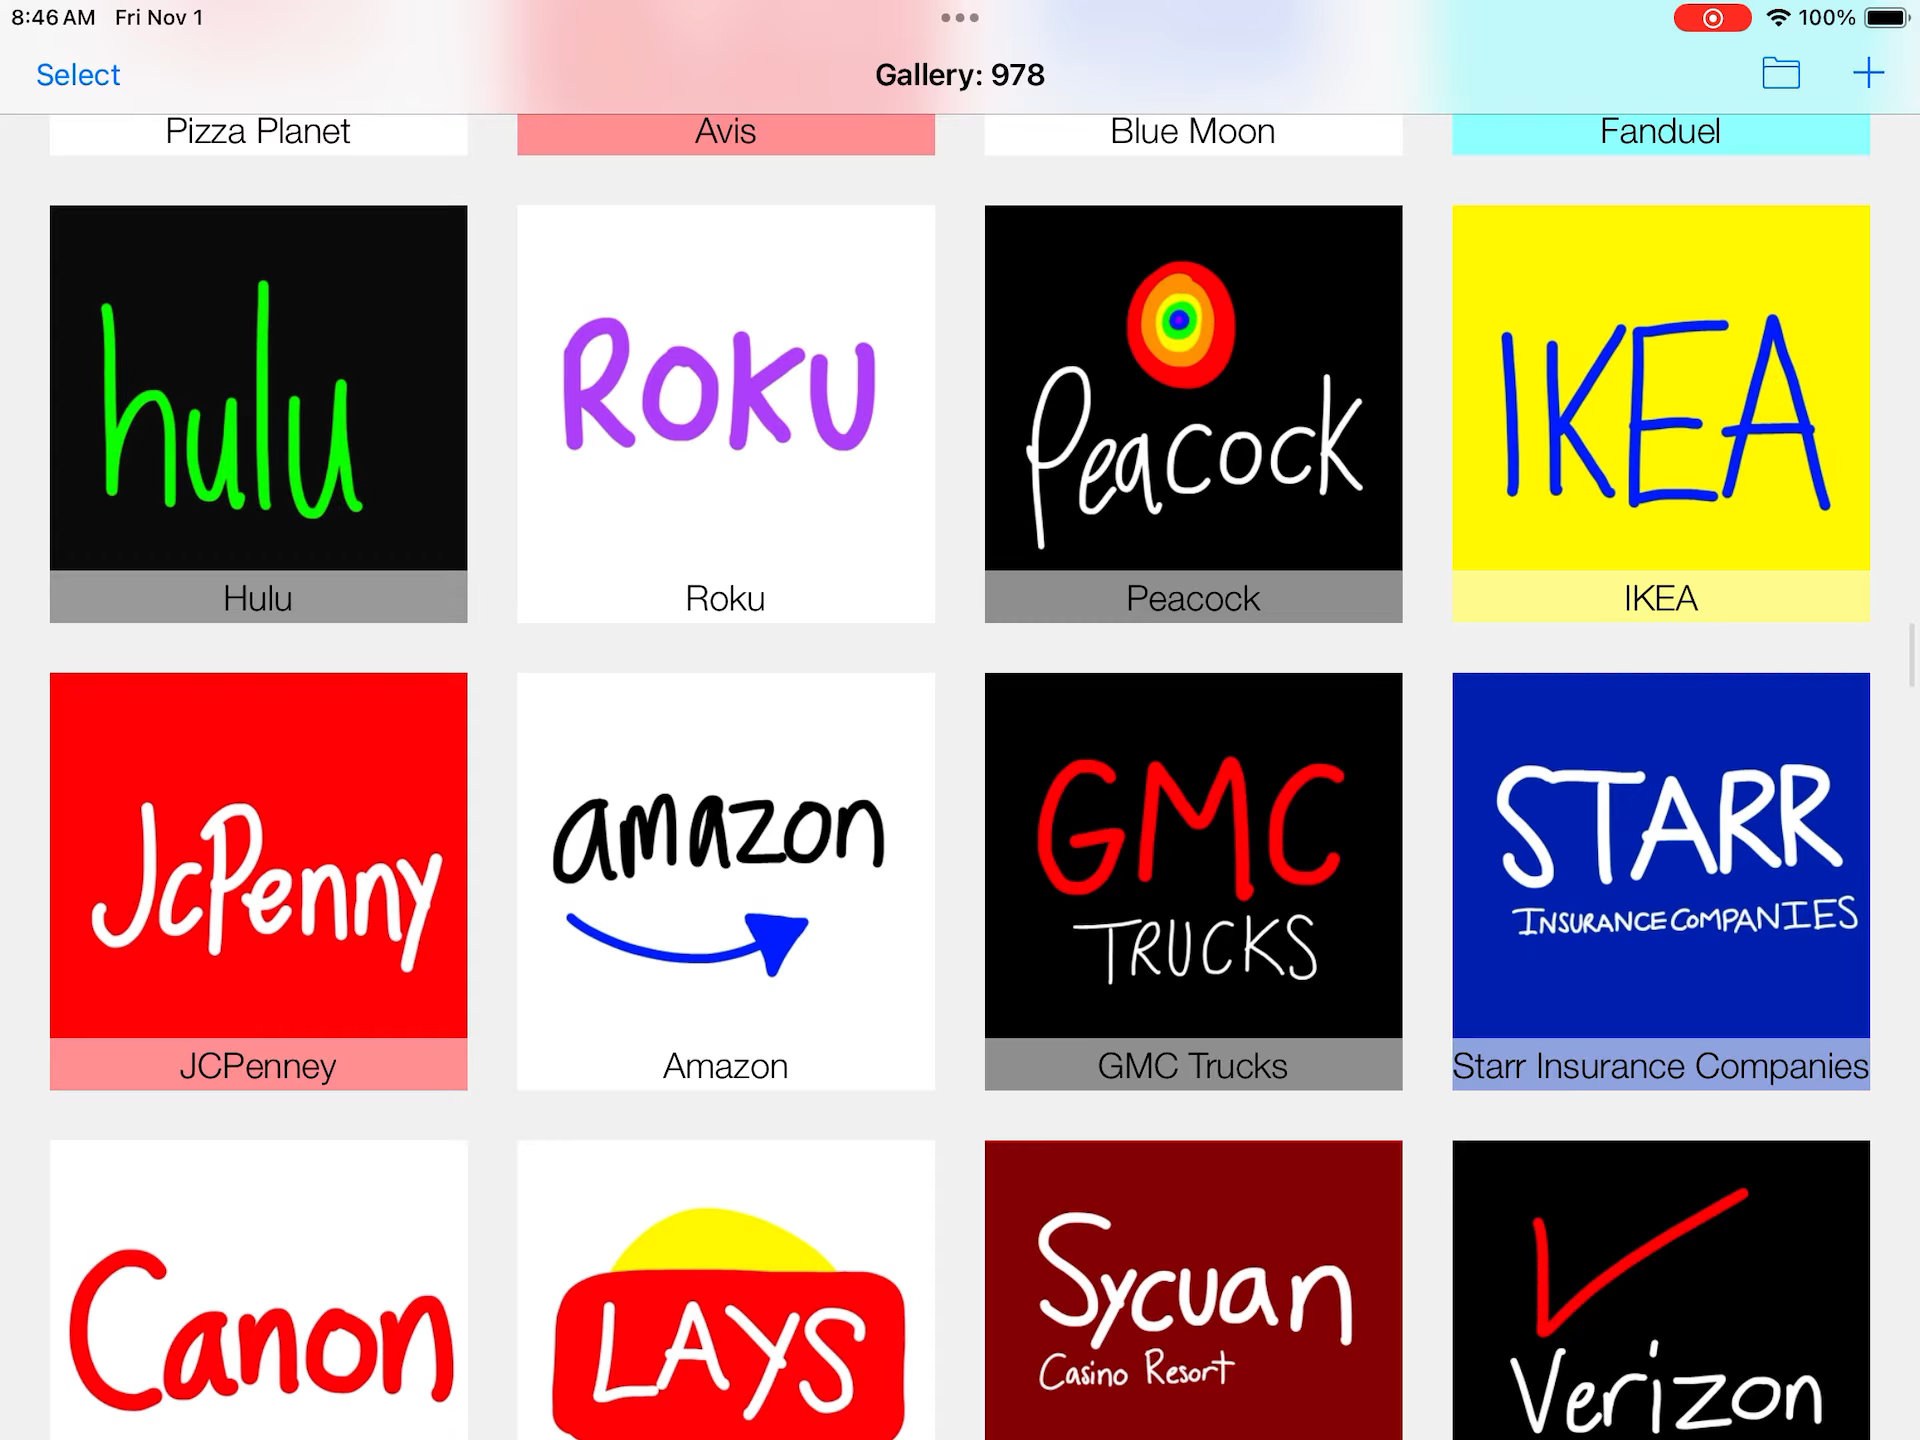 8:46 AM Fri Nov 1
100%
Select
Gallery: 978
Pizza Planet
Avis
Blue Moon
Fanduel
hulu
Roku
Peacock
IKEA
Hulu
Roku
Peacock
IKEA
JcPenny
amazon
GMC
TRUCKS
STARR
INSURANCE COMPANIES
JCPenney
Amazon
GMC Trucks
Starr Insurance Companies
Canon
LAYS
Sycuan
Casino Resort
Verizon